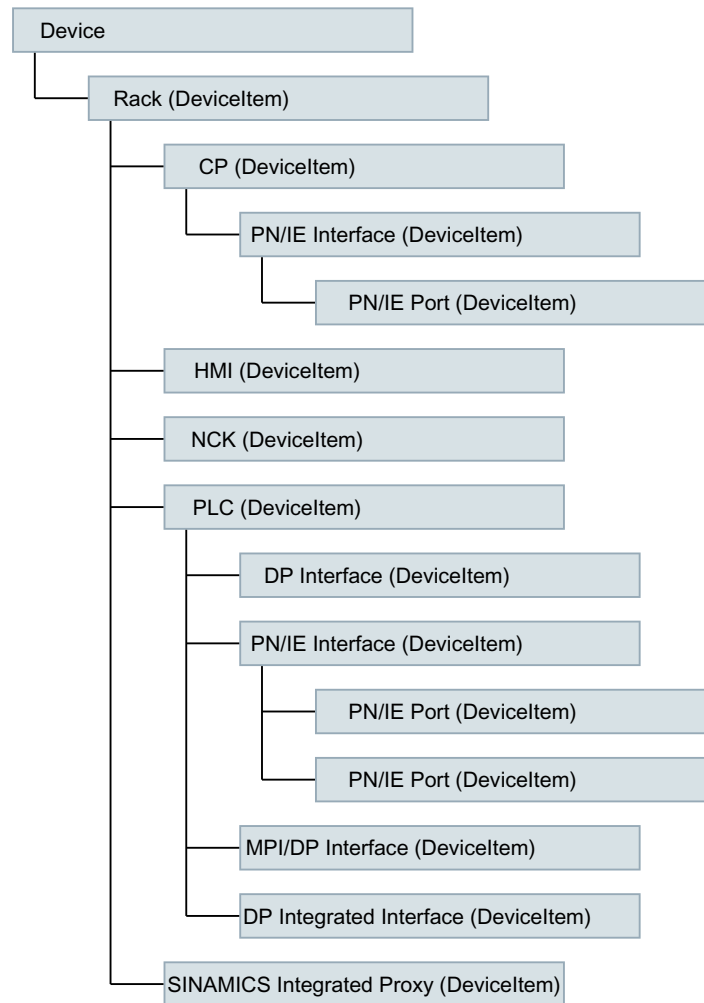 Device
Rack (DeviceItem)
CP (DeviceItem)
PN/IE Interface (DeviceItem)
PN/IE Port (DeviceItem)
HMI (DeviceItem)
NCK (DeviceItem)
PLC (DeviceItem)
DP Interface (DeviceItem)
PN/IE Interface (DeviceItem)
PN/IE Port (DeviceItem)
PN/IE Port (DeviceItem)
MPI/DP Interface (DeviceItem)
DP Integrated Interface (DeviceItem)
SINAMICS Integrated Proxy (DeviceItem)